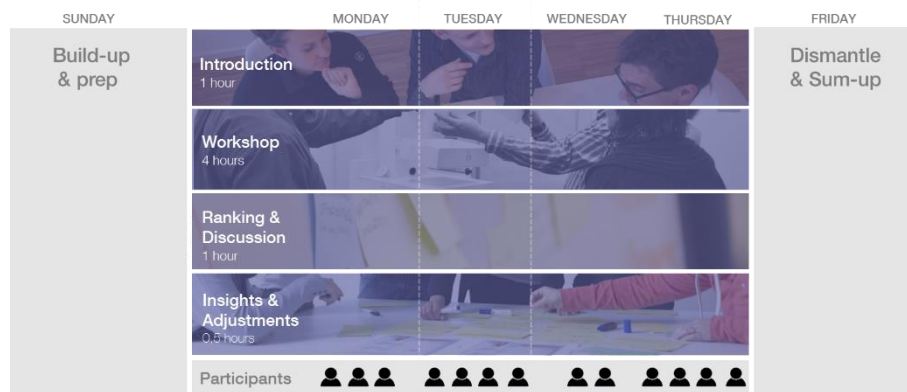 SUNDAY MONDAY TUESDAY WEDNESDAY THURSDAY FRIDAY
Build-up
& prep
Introduction
1 hour
Workshop
4 hours
Ranking &
Discussion
1 hour
Insights &
Adjustments
0,5 hours
Participants
Dismantle
& Sum-up